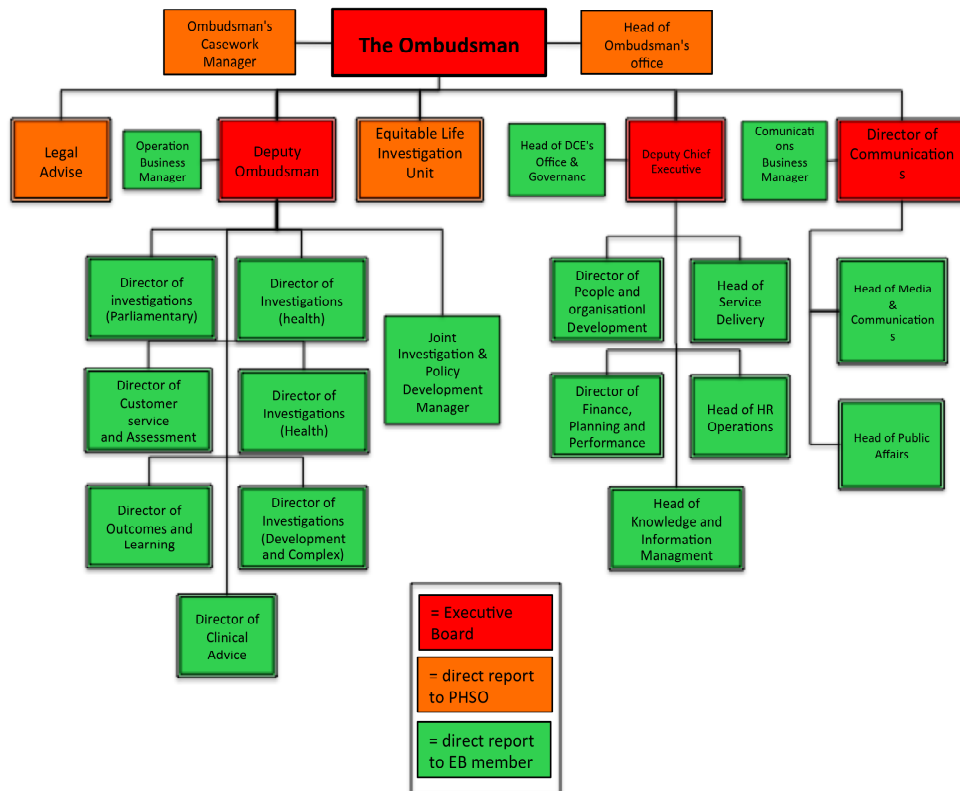 Ombudsman's
Casework
Manager
The Ombudsman
Head of
Ombudsman's
office
Legal
Advise
Operation
Business
Manager
Deputy
Ombudsman
Equitable Life
Investigation
Unit
Head of DCE's
Office &
Governanc
Deputy Chief
Executive
Comunicati
ons
Business
Manager
Director of
Communication
s
Director of
investigations
(Parliamentary)
Director of
Investigations
(health)
Joint
Investigation &
Policy
Development
Manager
Director of
People and
organisationl
Development
Head of
Service
Delivery
Head of Media
&
Communication
s
Director of
Customer
service
and Assessment
Director of
Investigations
(Health)
Director of
Finance,
Planning and
Performance
Head of HR
Operations
Head of Public
Affairs
Director of
Outcomes and
Learning
Director of
Investigations
(Development
and Complex)
Head of
Knowledge and
Information
Managment
Director of
Clinical
Advice
= Executive
Board
= direct report
to PHSO
= direct report
to EB member